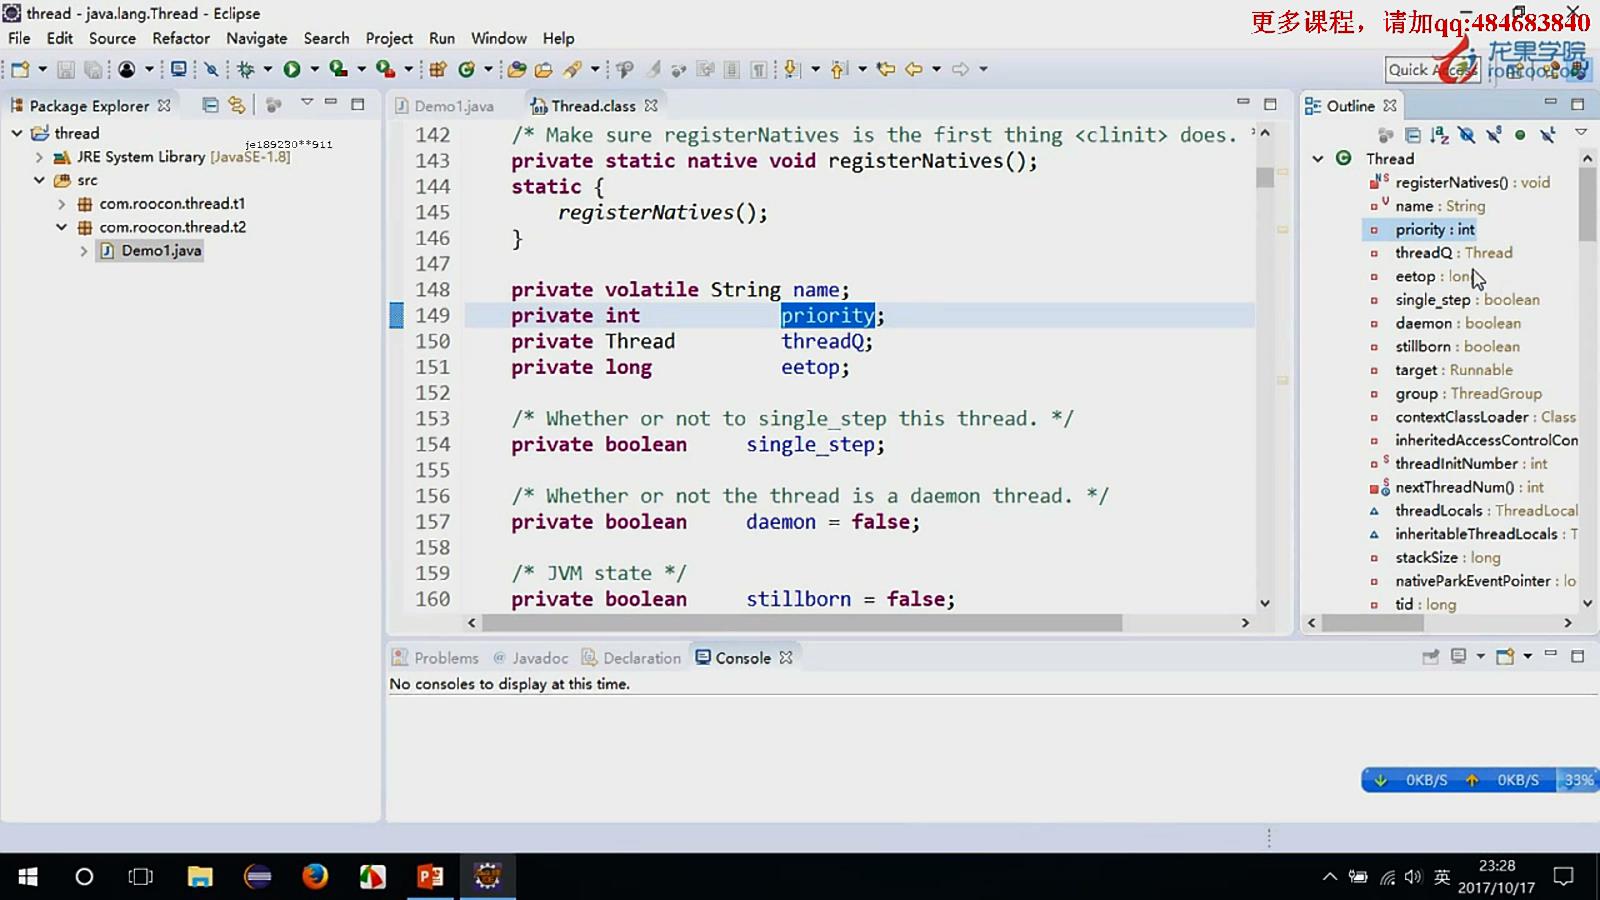 thread - java.lang.Thread - Eclipse
更多课程，请加qq:484683840
File Edit Source Refactor Navigate Search Project Run Window Help
龙果学院
Quick Access
roncoo.com
Package Explorer
thread
JRE System Library [JavaSE-1.8]
je189230**911
src
com.roocon.thread.t1
com.roocon.thread.t2
Demo1.java
Demo1.java
Thread.class
142 /* Make sure registerNatives is the first thing <clinit> does.
143 private static native void registerNatives();
144 static {
145 registerNatives();
146 }
147
148 private volatile String name;
149 private int priority;
150 private Thread threadQ;
151 private long eetop;
152
153 /* Whether or not to single_step this thread. */
154 private boolean single_step;
155
156 /* Whether or not the thread is a daemon thread. */
157 private boolean daemon = false;
158
159 /* JVM state */
160 private boolean stillborn = false;
Outline
Thread
registerNatives() : void
name : String
priority : int
threadQ : Thread
eetop : long
single_step : boolean
daemon : boolean
stillborn : boolean
target : Runnable
group : ThreadGroup
contextClassLoader : Class
inheritedAccessControlCon
threadInitNumber : int
nextThreadNum() : int
threadLocals : ThreadLocal
inheritableThreadLocals : T
stackSize : long
nativeParkEventPointer : lo
tid : long
Problems @ Javadoc Declaration Console
No consoles to display at this time.
0KB/S 0KB/S 33%
英
23:28
2017/10/17